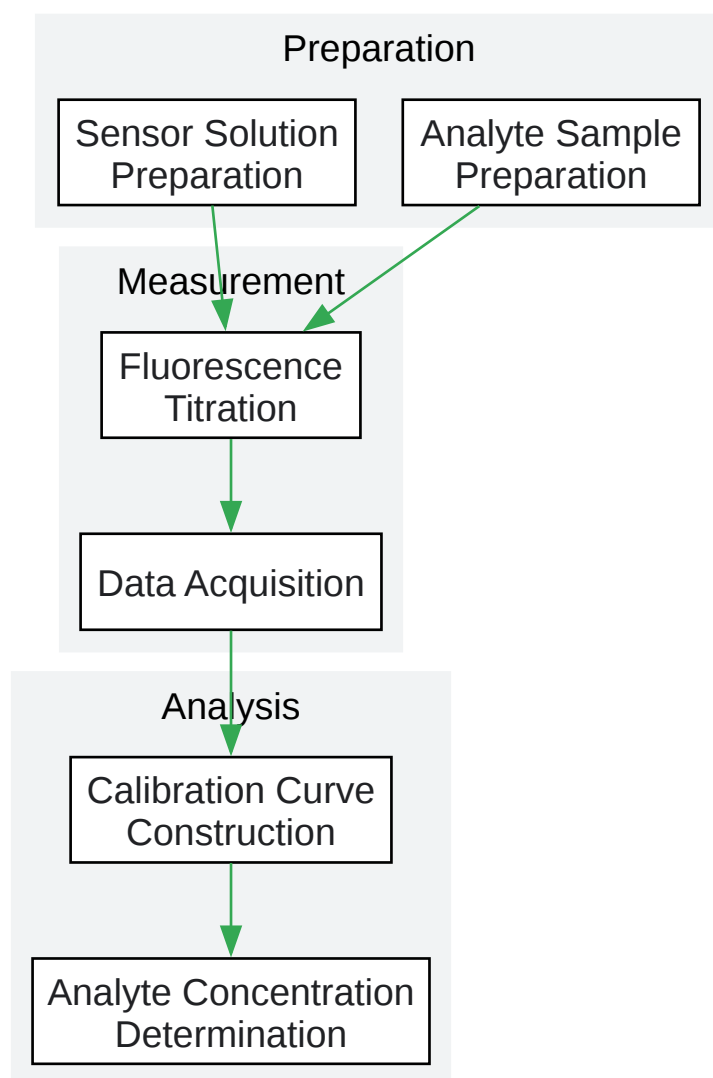 Preparation
Sensor Solution
Preparation
Analyte Sample
Preparation
Measurement
Fluorescence
Titration
Data Acquisition
Analysis
Calibration Curve
Construction
Analyte Concentration
Determination